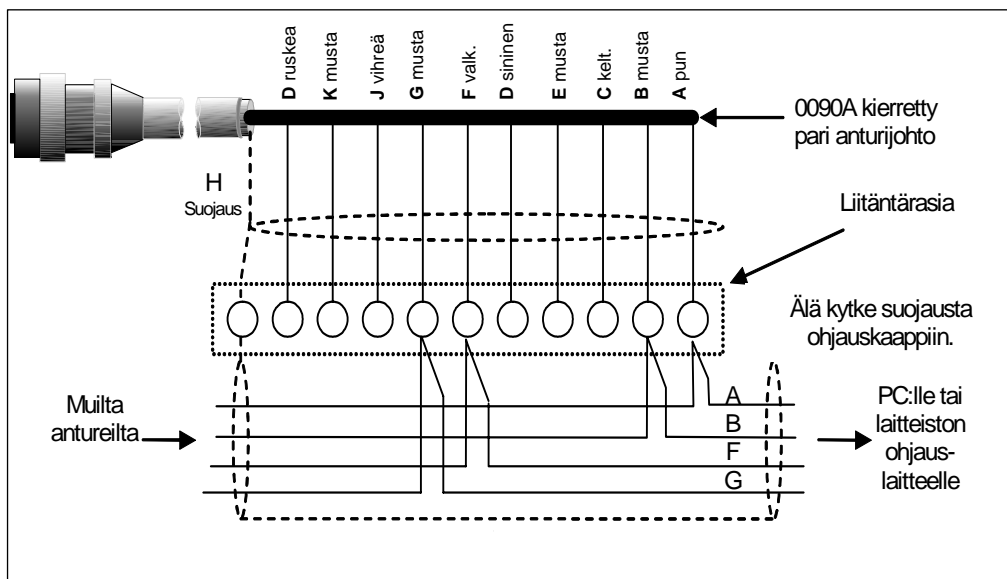 D ruskea
K musta
J vihreä
G musta
F valk.
D sininen
E musta
C kelt.
B musta
A pun
0090A kierretty
pari anturijohto
H
Suojaus
Liitäntärasia
Älä kytke suojausta
ohjauskaappiin.
Muilta
antureilta
A
B
F
G
PC:lle tai
laitteiston
ohjaus-
laitteelle